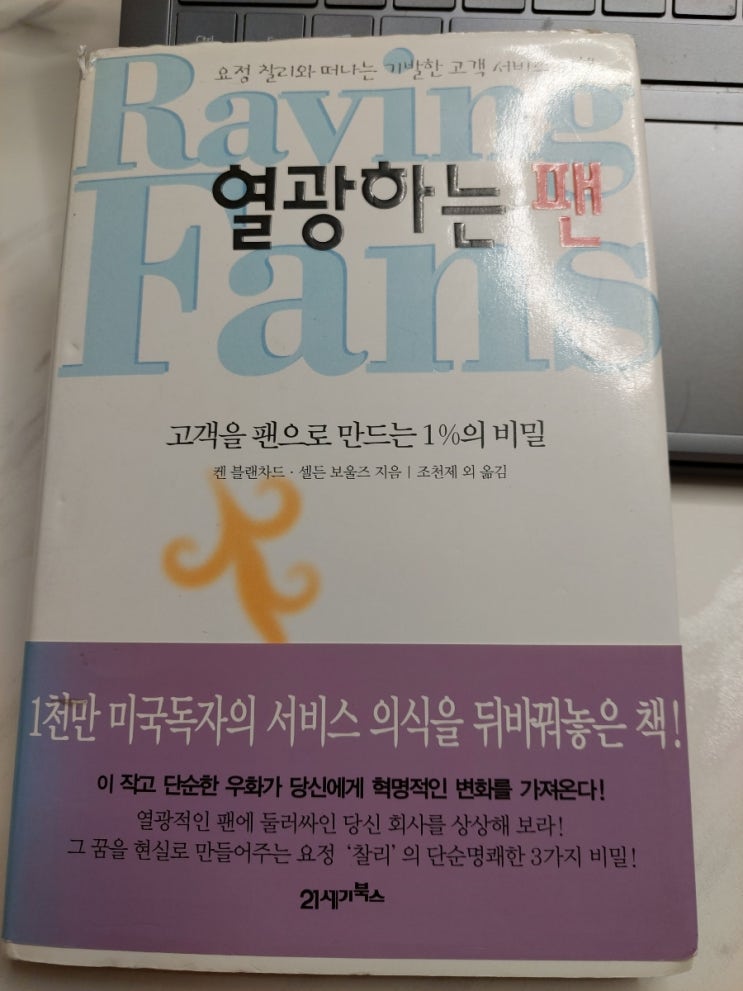 Ctrl
요정 찰리와 떠나는 기발한 고객 서비스
Raving
열광하는 팬
Fans
고객을 팬으로 만드는 1%의 비밀
켄 블랜차드 · 셀든 보울즈 지음 | 조천제 외 옮김
1천만 미국독자의 서비스 의식을 뒤바꿔놓은 책!
이 작고 단순한 우화가 당신에게 혁명적인 변화를 가져온다!
열광적인 팬에 둘러싸인 당신 회사를 상상해 보라!
그 꿈을 현실로 만들어주는 요정 ‘찰리’의 단순명쾌한 3가지 비밀!
21세기북스